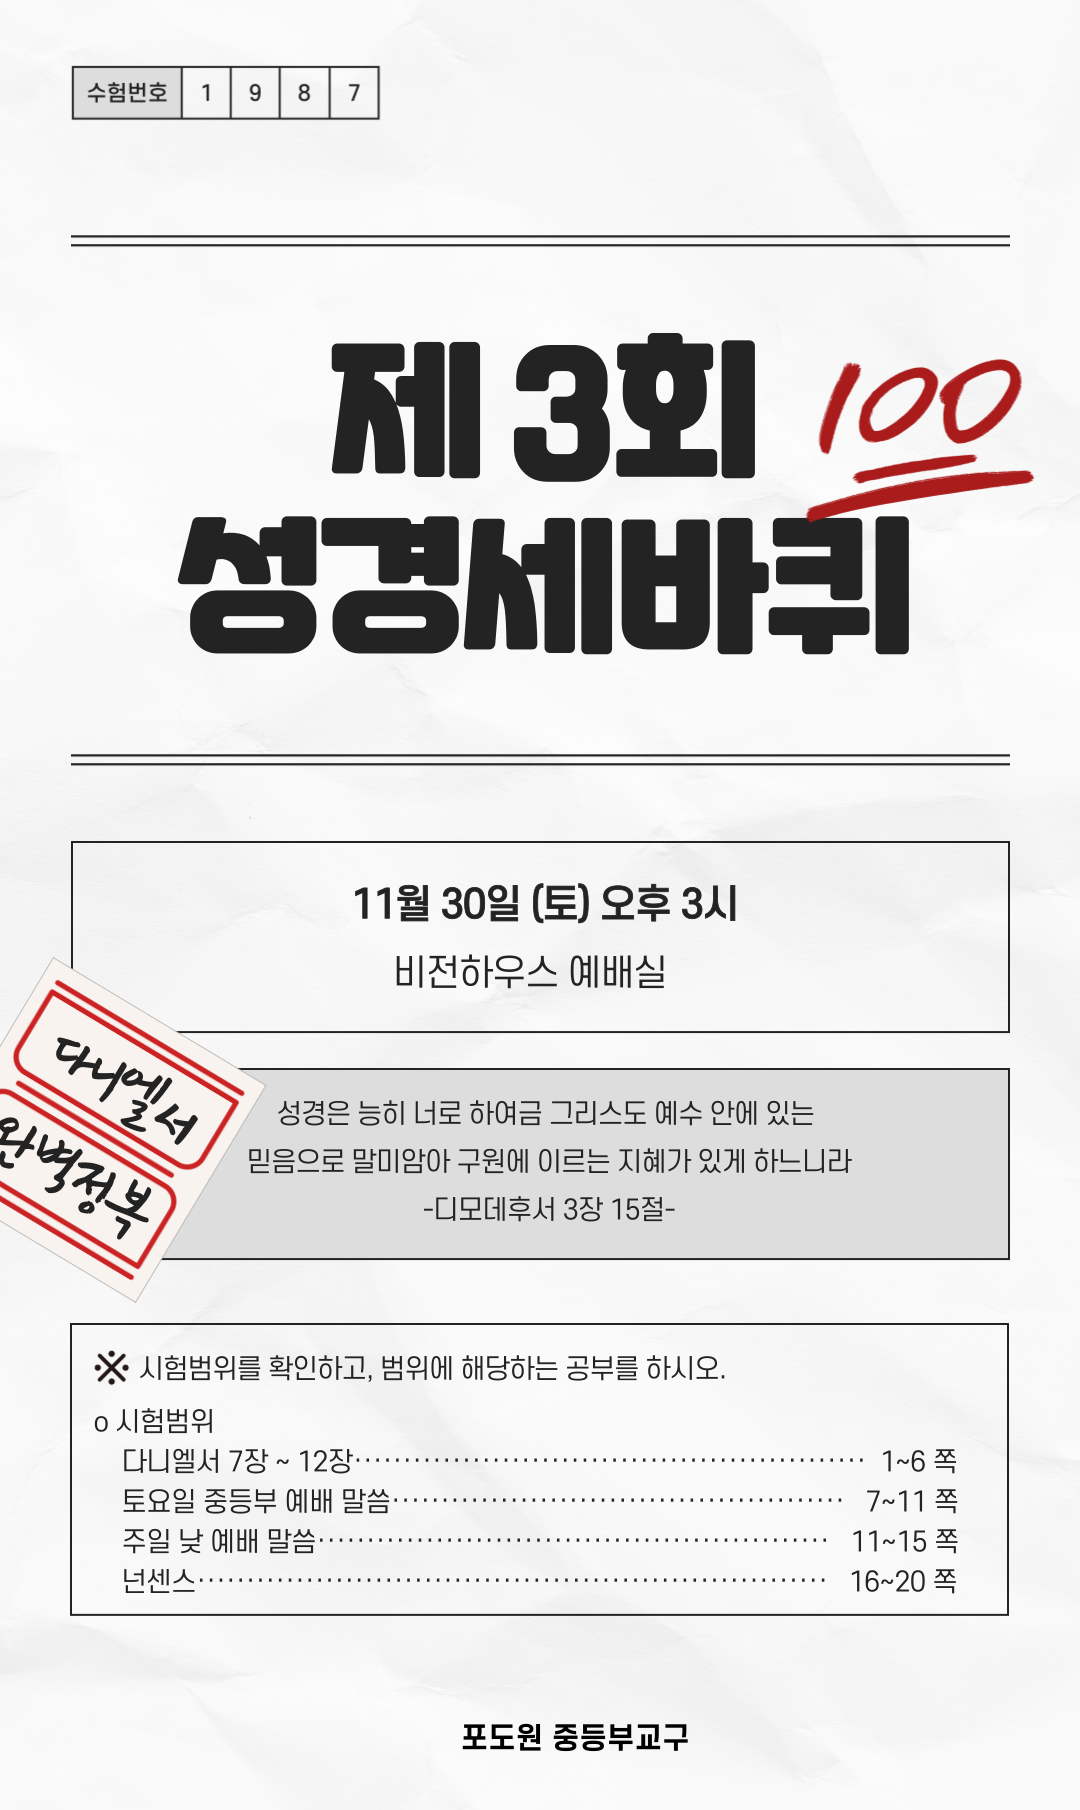 수험번호 1 9 8 7
제 3회
100
성경세바퀴
11월 30일 (토) 오후 3시
비전하우스 예배실
다니엘서
완벽정복
성경은 능히 너로 하여금 그리스도 예수 안에 있는
믿음으로 말미암아 구원에 이르는 지혜가 있게 하느니라
-디모데후서 3장 15절-
※ 시험범위를 확인하고, 범위에 해당하는 공부를 하시오.
o 시험범위
다니엘서 7장 ~ 12장 1~6 쪽
토요일 중등부 예배 말씀 7~11 쪽
주일 낮 예배 말씀 11~15 쪽
넌센스 16~20 쪽
포도원 중등부교구